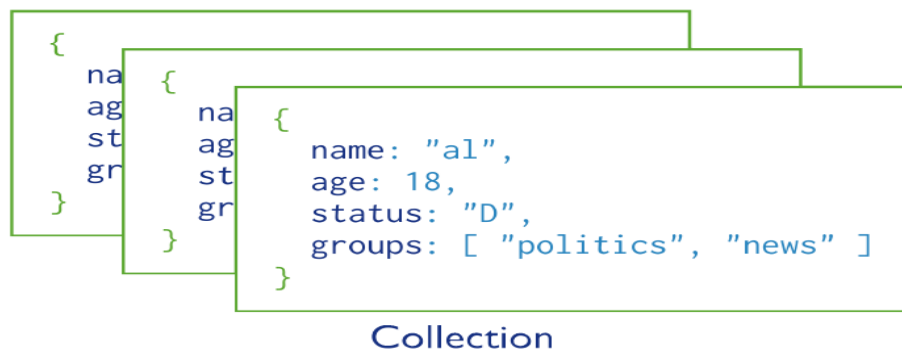 {
na
ag
st
gr
}
{
na
ag
st
gr
}
{
name: "al",
age: 18,
status: "D",
groups: [ "politics", "news" ]
}
Collection